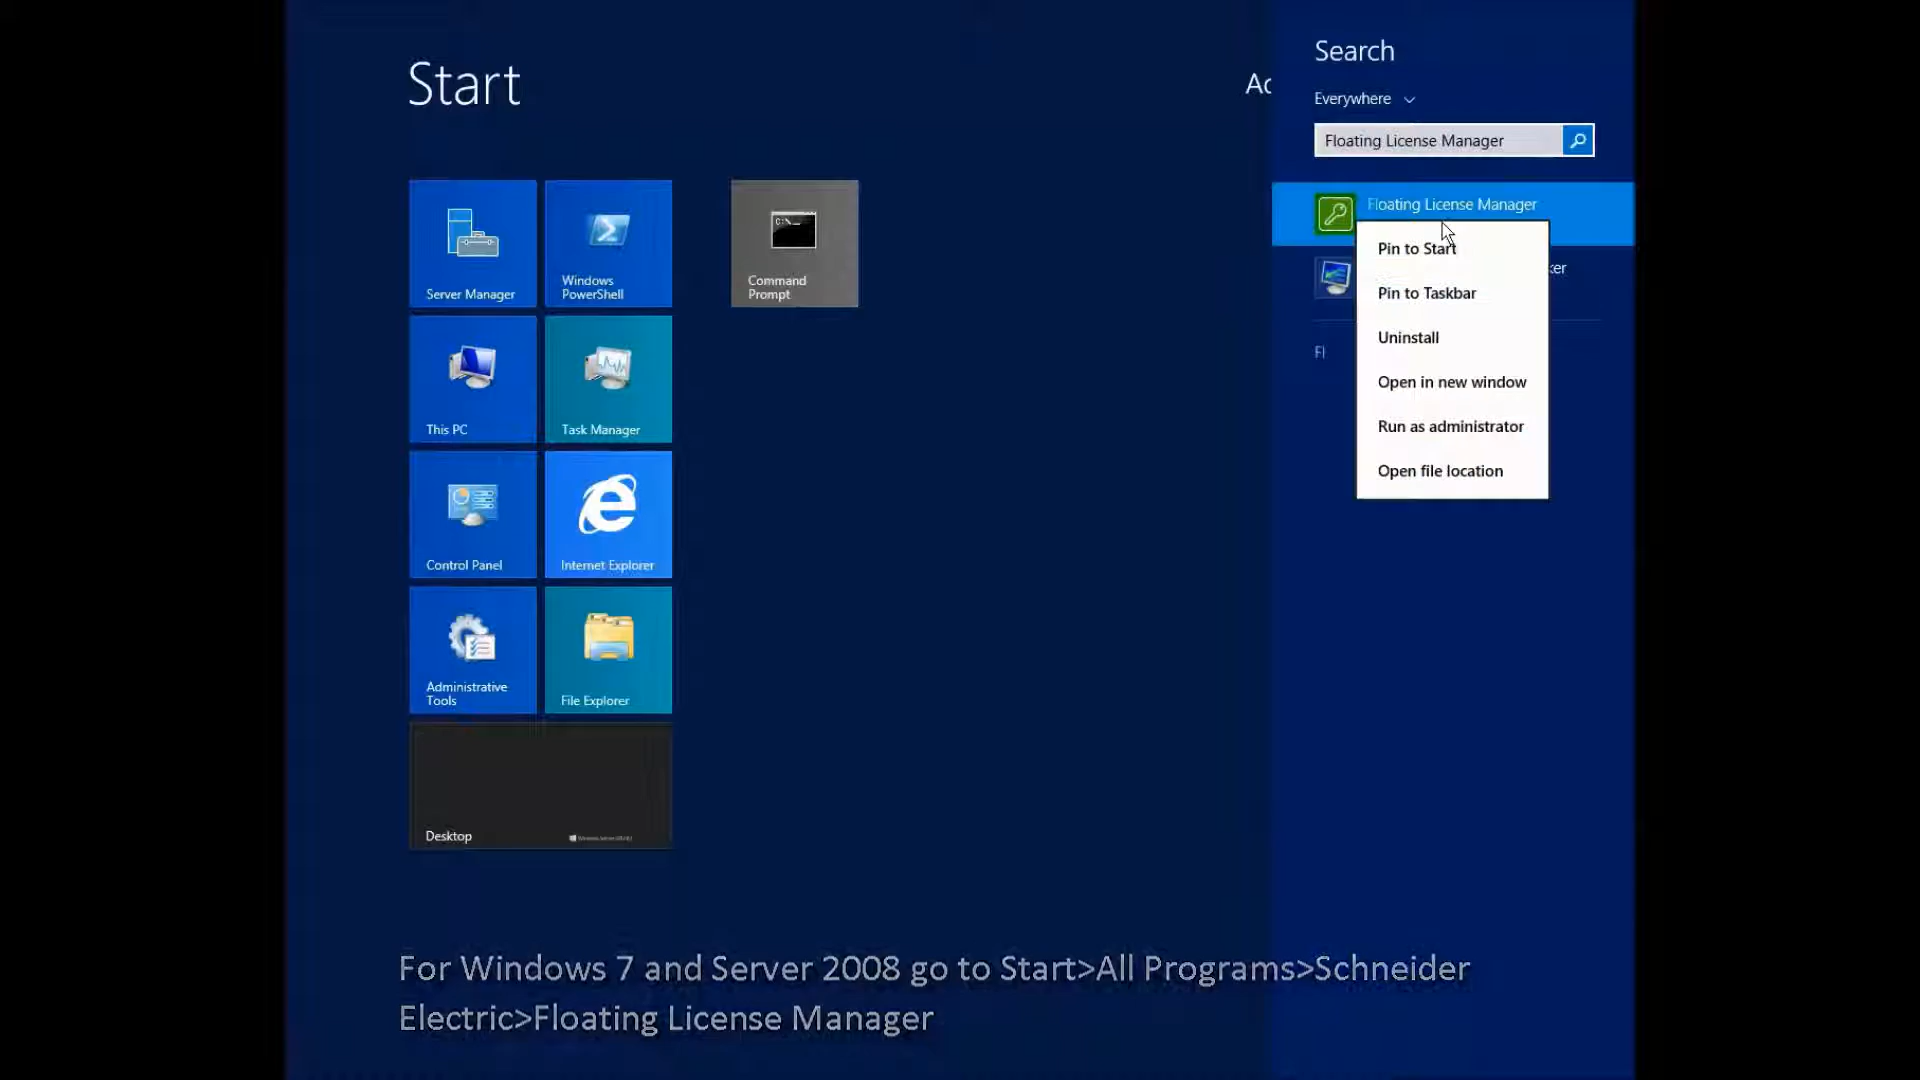 Start
Ac
Search
Everywhere
Floating License Manager
Floating License Manager
ker
Fl
Pin to Start
Pin to Taskbar
Uninstall
Open in new window
Run as administrator
Open file location
Server Manager
Windows
PowerShell
Command
Prompt
This PC
Task Manager
Control Panel
Internet Explorer
Administrative
Tools
File Explorer
Desktop
For Windows 7 and Server 2008 go to Start>All Programs>Schneider
Electric>Floating License Manager